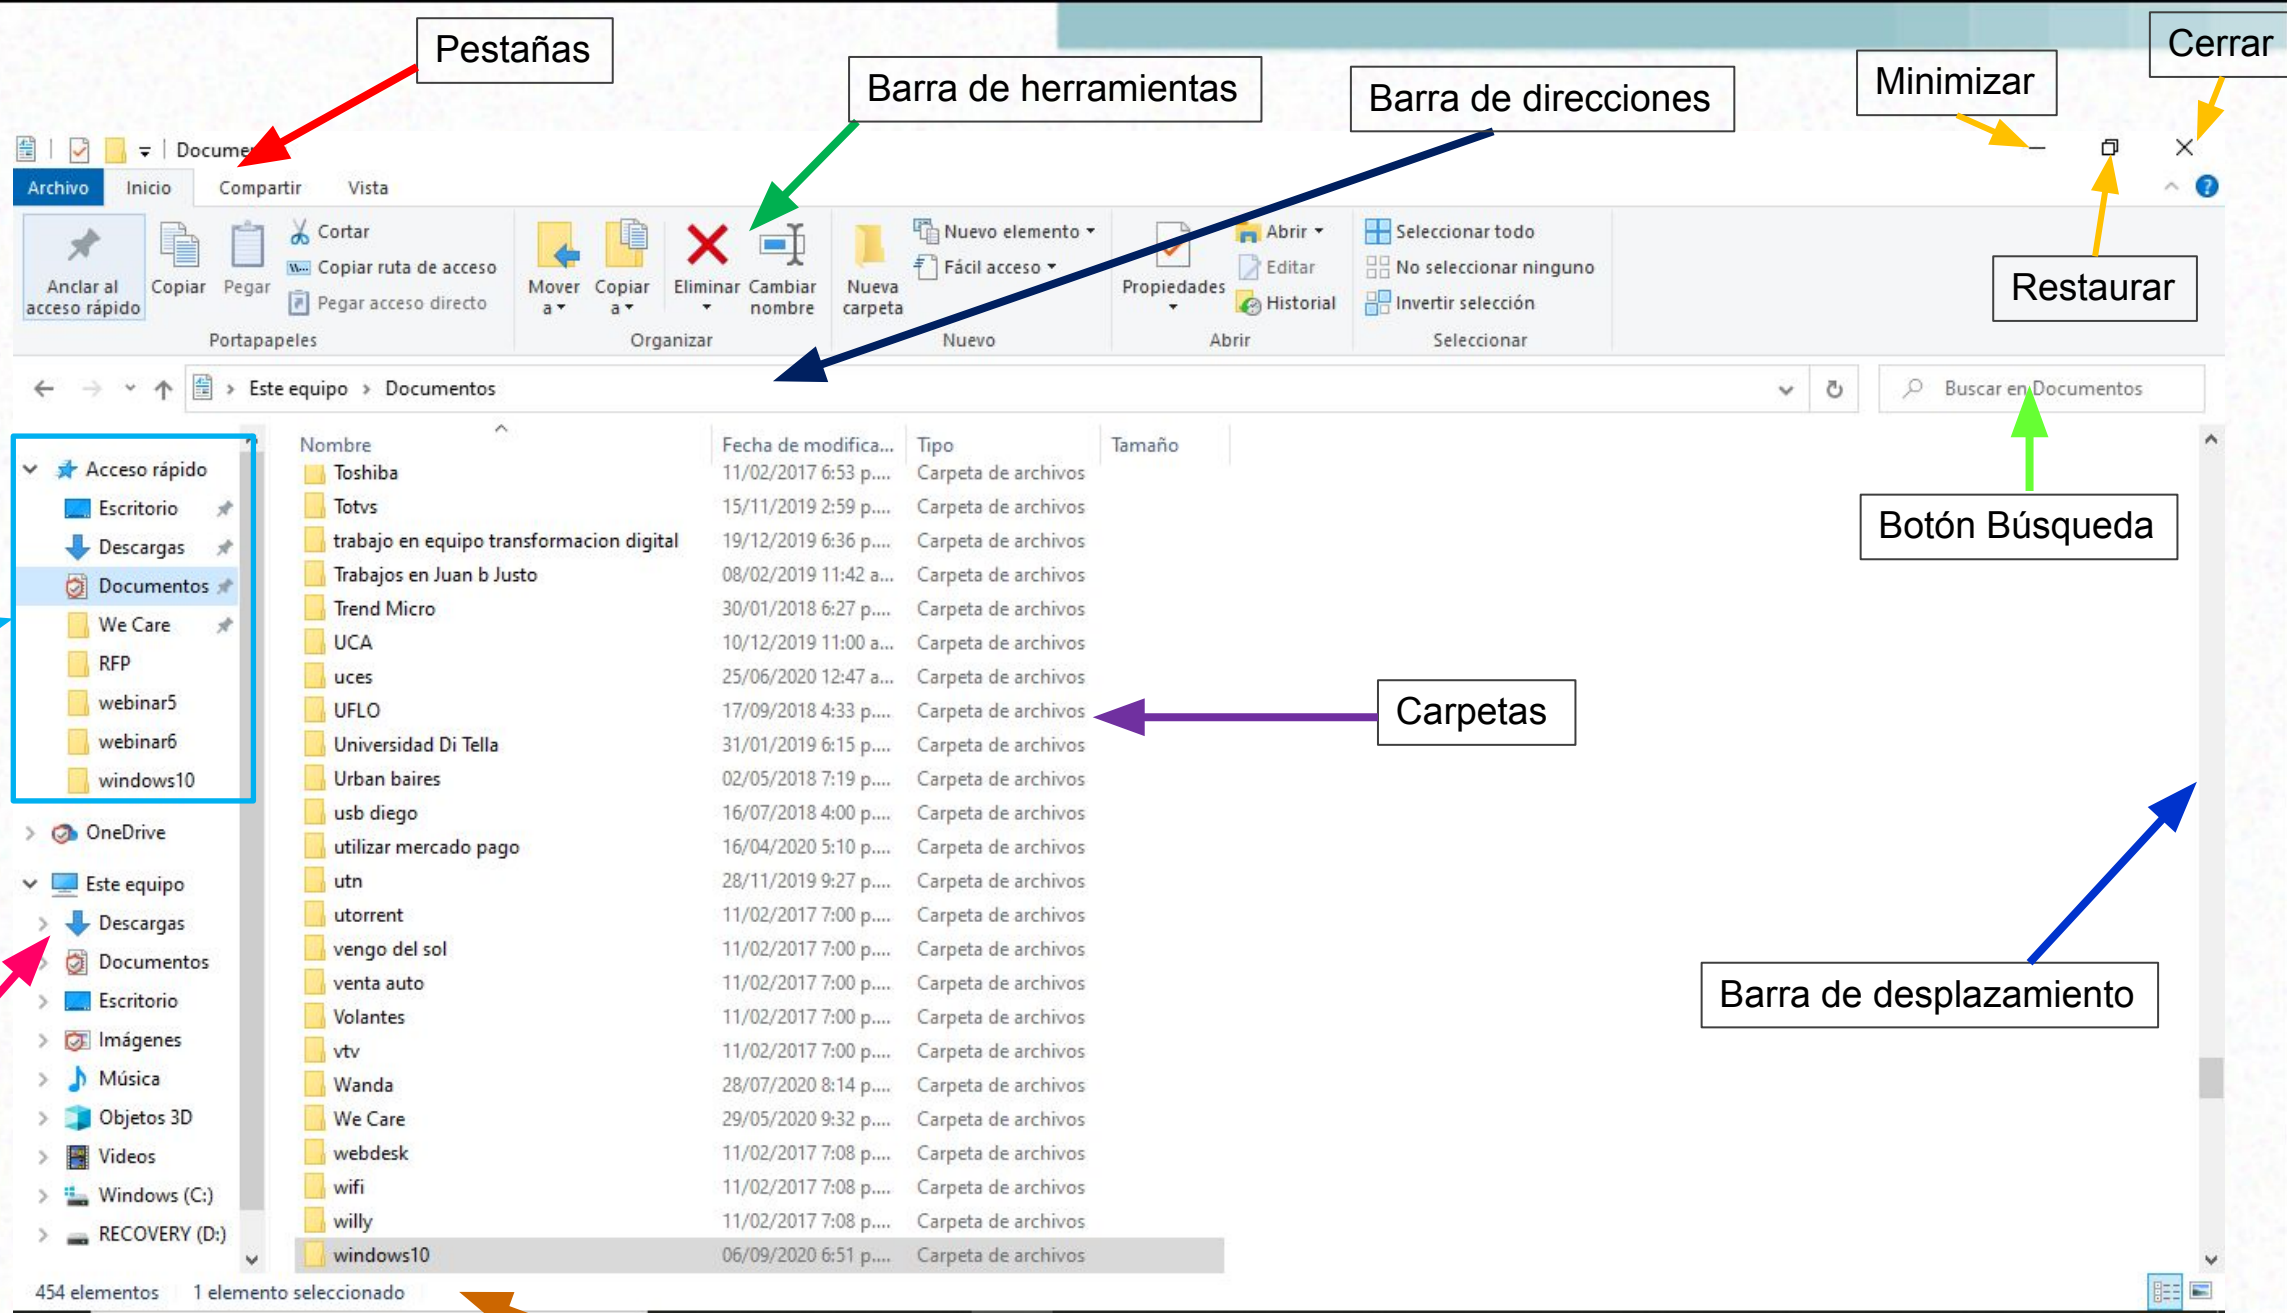 Pestañas
Cerrar
Barra de herramientas
Barra de direcciones
Minimizar
Docume
Archivo Inicio Compartir Vista
Anclar al acceso rápido
Copiar
Pegar
Cortar
Copiar ruta de acceso
Pegar acceso directo
Portapapeles
Mover a
Copiar a
Eliminar
Cambiar nombre
Organizar
Nueva carpeta
Nuevo elemento
Fácil acceso
Nuevo
Propiedades
Abrir
Editar
Historial
Abrir
Seleccionar todo
No seleccionar ninguno
Invertir selección
Seleccionar
Restaurar
Este equipo > Documentos
Buscar en Documentos
Botón Búsqueda
Acceso rápido
Escritorio
Descargas
Documentos
We Care
RFP
webinar5
webinar6
windows10
OneDrive
Este equipo
Descargas
Documentos
Escritorio
Imágenes
Música
Objetos 3D
Videos
Windows (C:)
RECOVERY (D:)
Nombre Fecha de modifica... Tipo Tamaño
Toshiba 11/02/2017 6:53 p.... Carpeta de archivos
Totvs 15/11/2019 2:59 p.... Carpeta de archivos
trabajo en equipo transformacion digital 19/12/2019 6:36 p.... Carpeta de archivos
Trabajos en Juan b Justo 08/02/2019 11:42 a... Carpeta de archivos
Trend Micro 30/01/2018 6:27 p.... Carpeta de archivos
UCA 10/12/2019 11:00 a... Carpeta de archivos
uces 25/06/2020 12:47 a... Carpeta de archivos
UFLO 17/09/2018 4:33 p.... Carpeta de archivos
Universidad Di Tella 31/01/2019 6:15 p.... Carpeta de archivos
Urban baires 02/05/2018 7:19 p.... Carpeta de archivos
usb diego 16/07/2018 4:00 p.... Carpeta de archivos
utilizar mercado pago 16/04/2020 5:10 p.... Carpeta de archivos
utn 28/11/2019 9:27 p.... Carpeta de archivos
utorrent 11/02/2017 7:00 p.... Carpeta de archivos
vengo del sol 11/02/2017 7:00 p.... Carpeta de archivos
venta auto 11/02/2017 7:00 p.... Carpeta de archivos
Volantes 11/02/2017 7:00 p.... Carpeta de archivos
vtv 11/02/2017 7:00 p.... Carpeta de archivos
Wanda 28/07/2020 8:14 p.... Carpeta de archivos
We Care 29/05/2020 9:32 p.... Carpeta de archivos
webdesk 11/02/2017 7:08 p.... Carpeta de archivos
wifi 11/02/2017 7:08 p.... Carpeta de archivos
willy 11/02/2017 7:08 p.... Carpeta de archivos
windows10 06/09/2020 6:51 p.... Carpeta de archivos
Carpetas
Barra de desplazamiento
454 elementos 1 elemento seleccionado